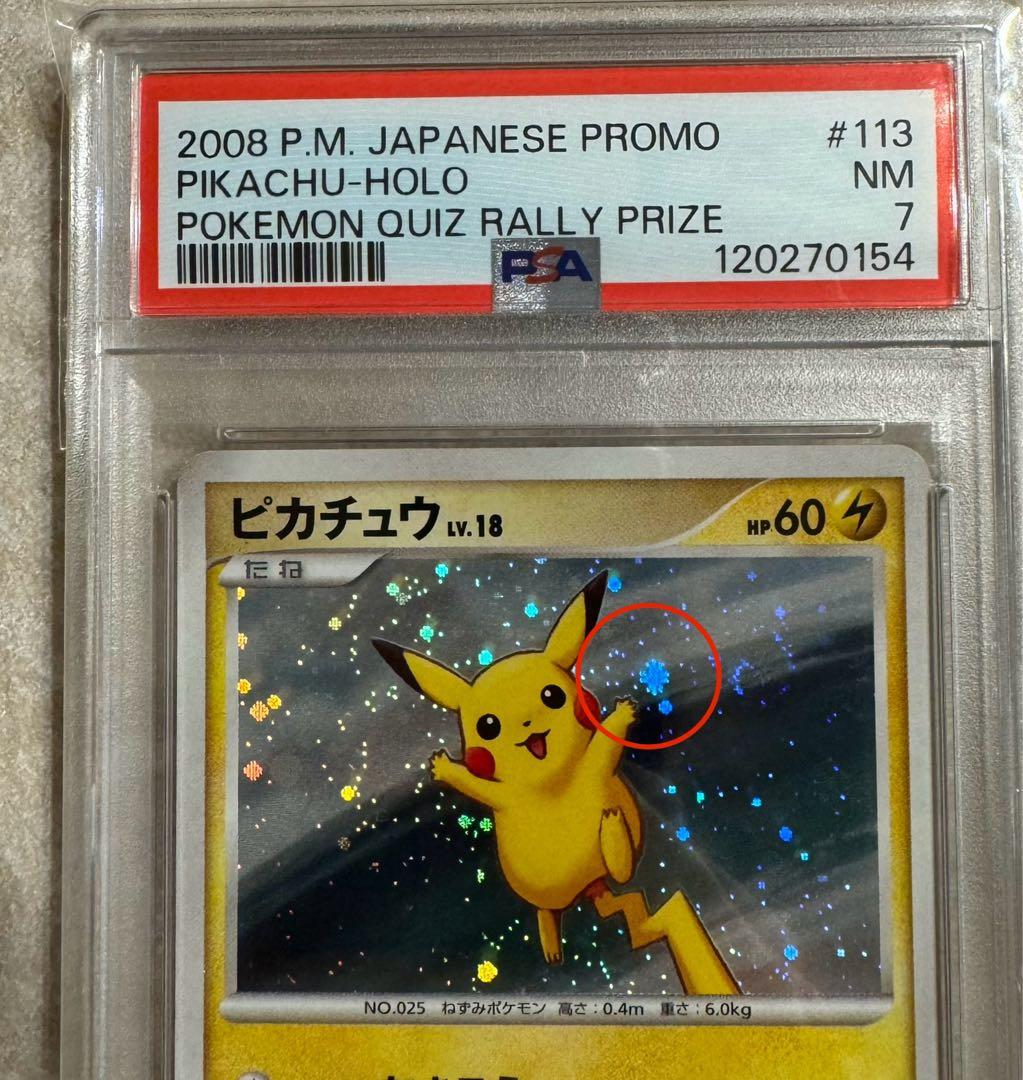 2008 P.M. JAPANESE PROMO #113
PIKACHU-HOLO NM
POKEMON QUIZ RALLY PRIZE 7
PSA 120270154
ピカチュウ LV.18 HP 60
たね
NO.025 ねずみポケモン 高さ:0.4m 重さ:6.0kg